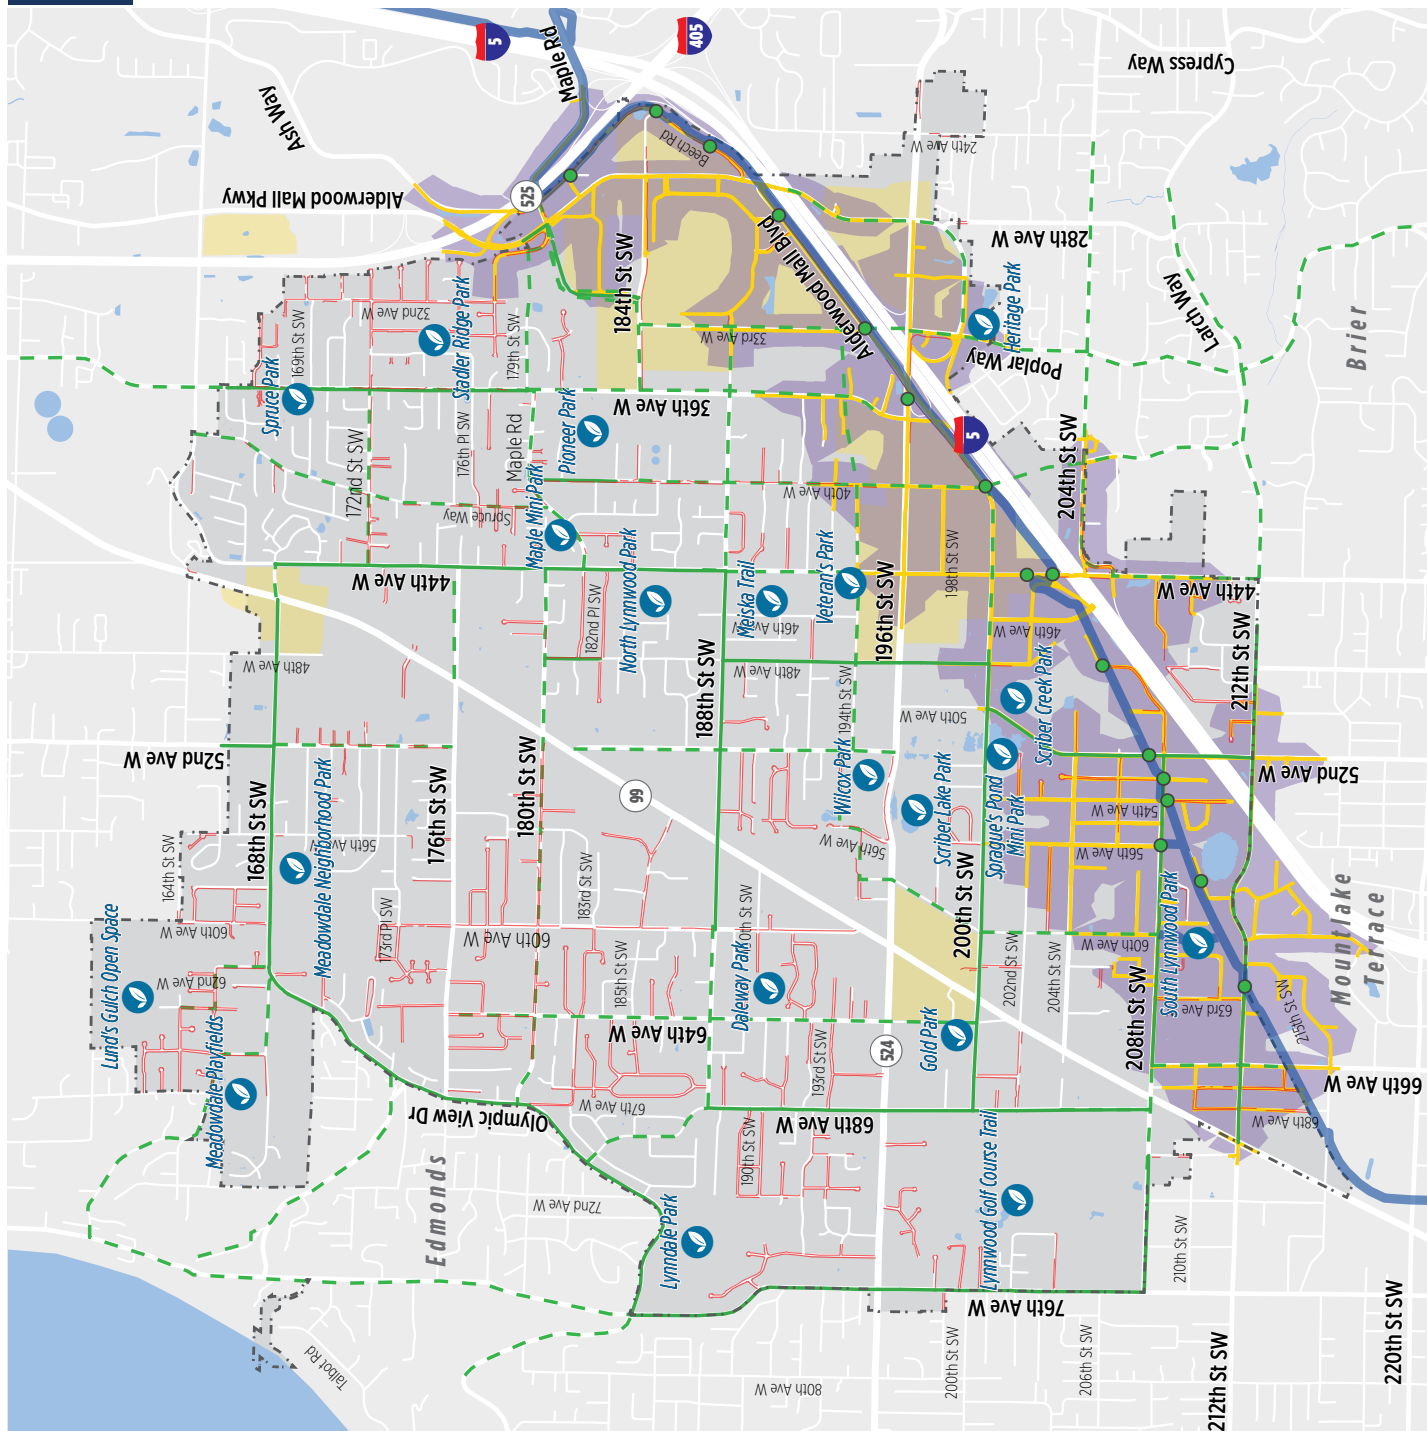 5
405
Maple Rd
Cypress Way
Ash Way
Beech Rd
24th Ave W
Alderwood Mall Pkwy
525
28th Ave W
184th St SW
Alderwood Mall Blvd
32nd Ave W
Stadler Ridge Park
169th St SW
179th St SW
33rd Ave W
Heritage Park
Larch Way
Brier
Spruce Park
Poplar Way
36th Ave W
Pioneer Park
176th Pl SW
Maple Rd
5
172nd St SW
Spruce Way
Maple Mini Park
40th Ave W
204th St SW
44th Ave W
182nd Pl SW
North Lynnwood Park
Meiska Trail
Veteran's Park
196th St SW
198th St SW
44th Ave W
46th Ave W
46th Ave W
48th Ave W
48th Ave W
188th St SW
194th St SW
50th Ave W
Scriber Creek Park
212th St SW
52nd Ave W
168th St SW
Meadowdale Neighborhood Park
176th St SW
180th St SW
99
Wilcox Park
Scriber Lake Park
Sprague's Pond
Mini Park
52nd Ave W
54th Ave W
164th St SW
56th Ave W
56th Ave W
56th Ave W
183rd St SW
200th St SW
South Lynnwood Park
Mountlake
Terrace
Lund's Gulch Open Space
60th Ave W
173rd Pl SW
60th Ave W
60th Ave W
62nd Ave W
185th St SW
Daleway Park
202nd St SW
204th St SW
208th St SW
63rd Ave W
215th St SW
Meadowdale Playfields
64th Ave W
193rd St SW
524
Gold Park
66th Ave W
Olympic View Dr
67th Ave W
68th Ave W
68th Ave W
190th St SW
Lynnwood Golf Course Trail
Edmonds
72nd Ave W
Lynndale Park
210th St SW
76th Ave W
Talbot Rd
80th Ave W
200th St SW
206th St SW
212th St SW
220th St SW